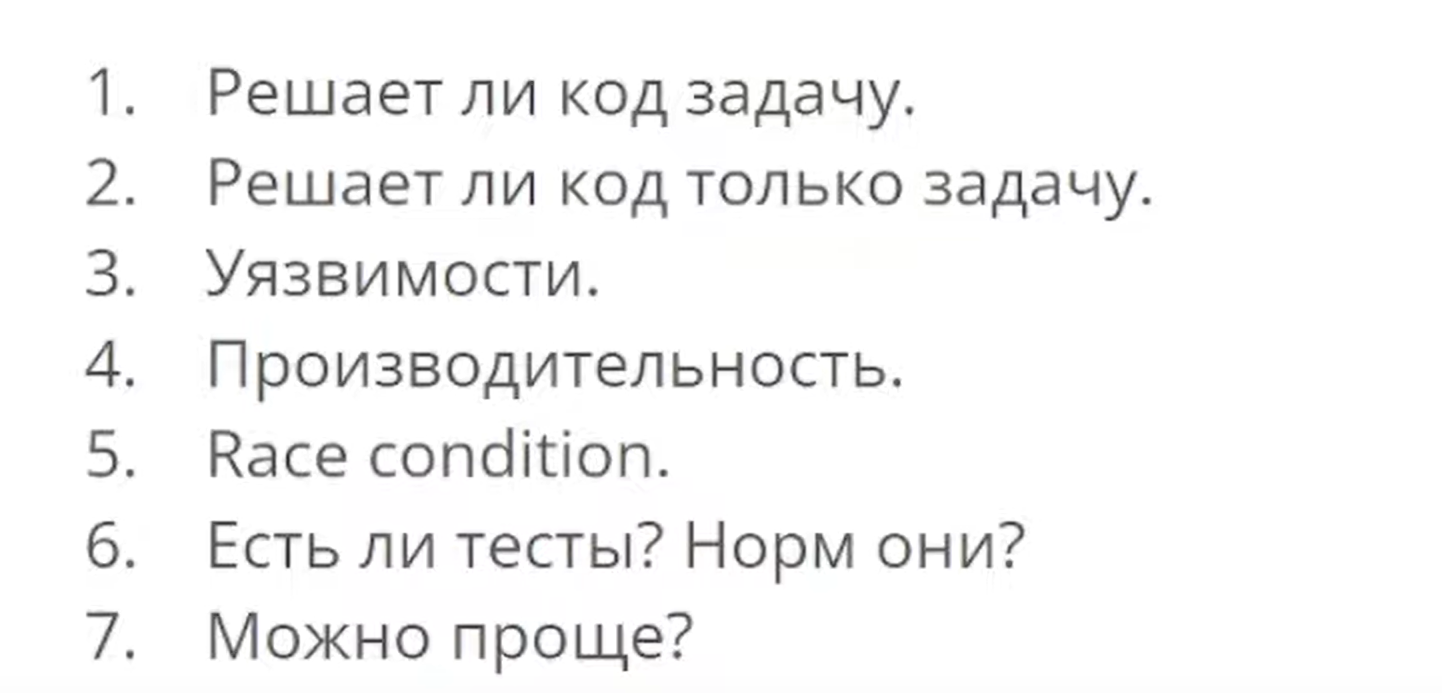 1. Решает ли код задачу.
2. Решает ли код только задачу.
3. Уязвимости.
4. Производительность.
5. Race condition.
6. Есть ли тесты? Норм они?
7. Можно проще?